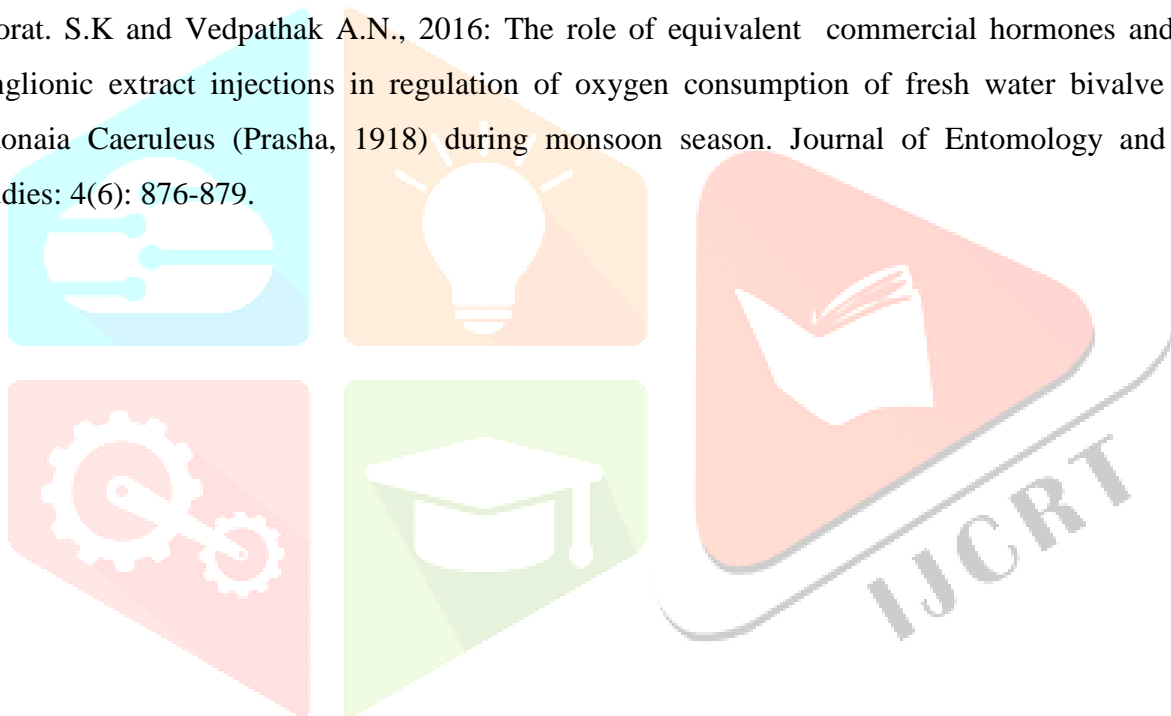 orat. S.K and Vedpathak A.N., 2016: The role of equivalent commercial hormones and
nglionic extract injections in regulation of oxygen consumption of fresh water bivalve
onaia Caeruleus (Prasha, 1918) during monsoon season. Journal of Entomology and
dies: 4(6): 876-879.
IJCRT